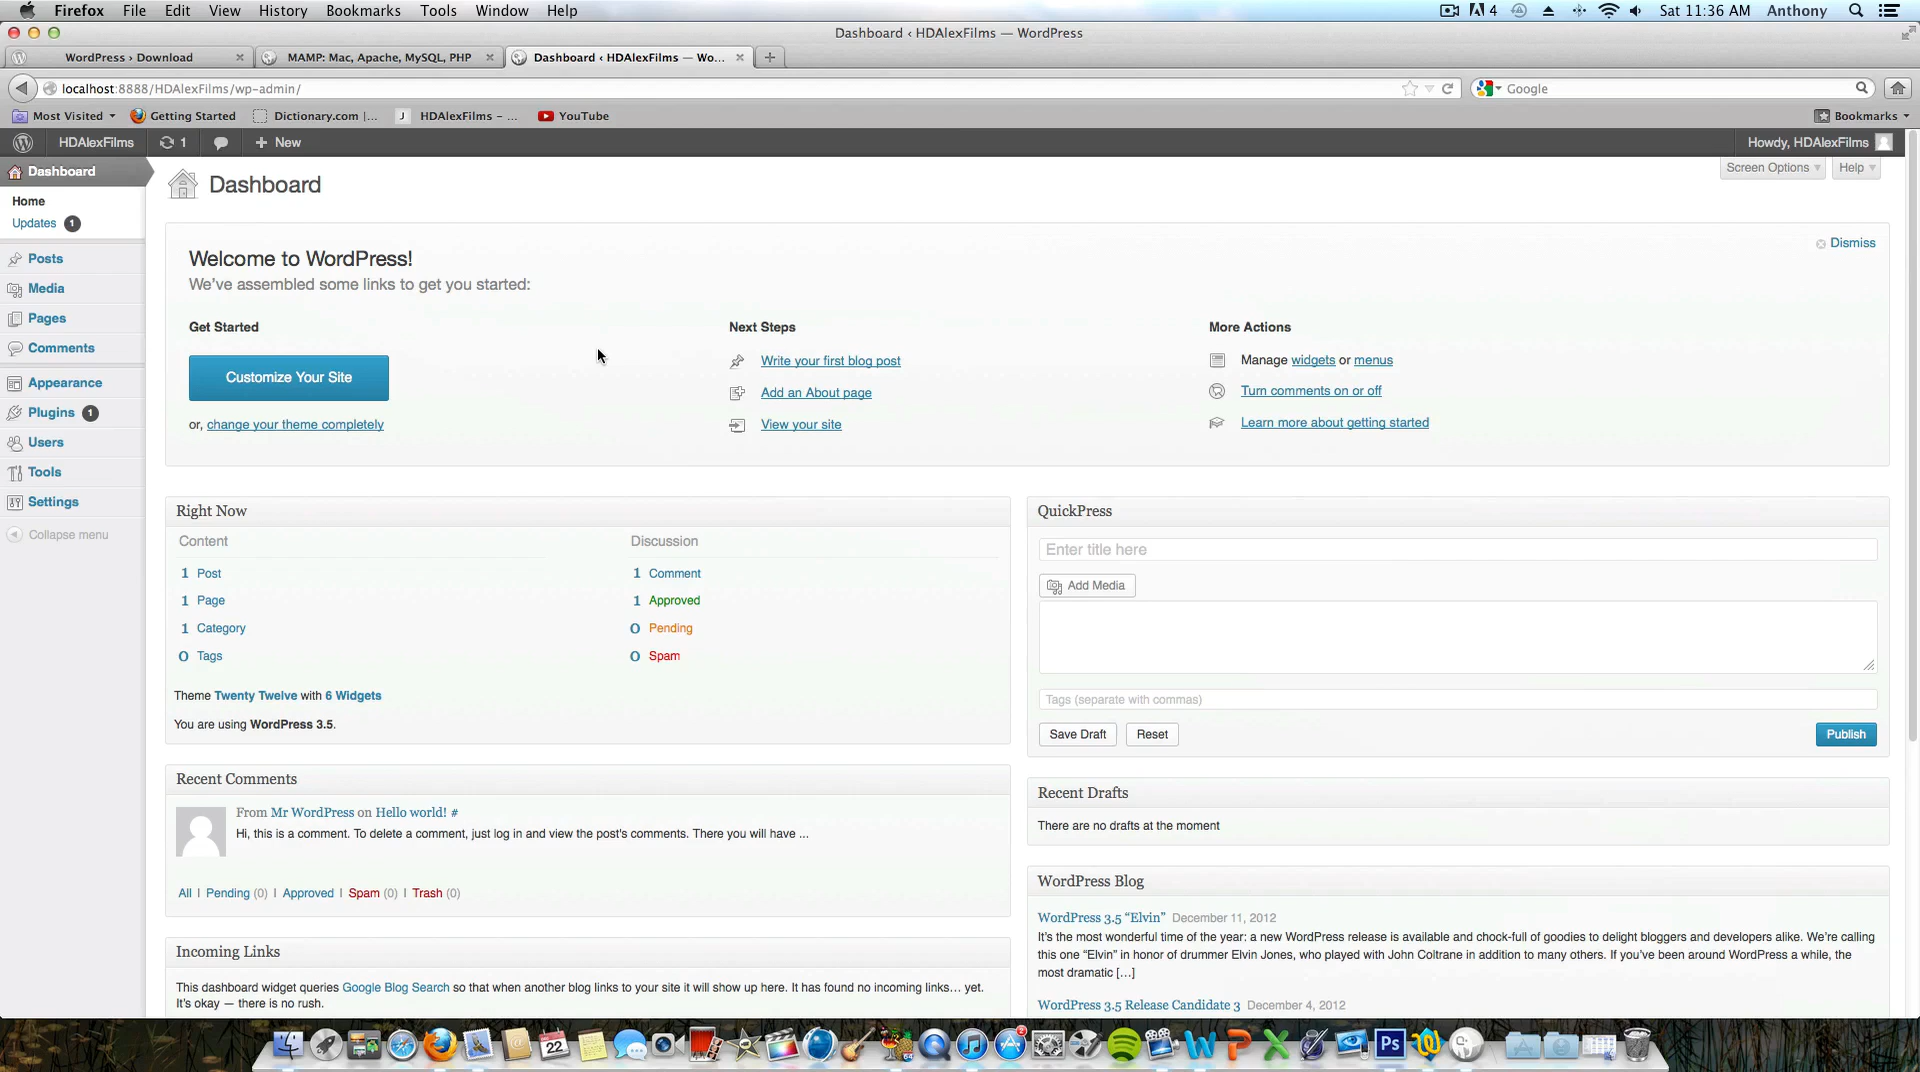 Firefox File Edit View History Bookmarks Tools Window Help
4 Sat 11:36 AM Anthony
Dashboard ‹ HDAlexFilms — WordPress
WordPress › Download
MAMP: Mac, Apache, MySQL, PHP
Dashboard ‹ HDAlexFilms — Wo...
localhost:8888/HDAlexFilms/wp-admin/
Google
Most Visited Getting Started Dictionary.com |... HDAlexFilms - ... YouTube Bookmarks
HDAlexFilms 1 New Howdy, HDAlexFilms
Screen Options Help
Dashboard
Home
Updates 1
Posts
Media
Pages
Comments
Appearance
Plugins 1
Users
Tools
Settings
Collapse menu
Dashboard
Dismiss
Welcome to WordPress!
We've assembled some links to get you started:
Get Started
Customize Your Site
or, change your theme completely
Next Steps
Write your first blog post
Add an About page
View your site
More Actions
Manage widgets or menus
Turn comments on or off
Learn more about getting started
Right Now
Content
1 Post
1 Page
1 Category
0 Tags
Discussion
1 Comment
1 Approved
0 Pending
0 Spam
Theme Twenty Twelve with 6 Widgets
You are using WordPress 3.5.
Recent Comments
From Mr WordPress on Hello world! #
Hi, this is a comment. To delete a comment, just log in and view the post's comments. There you will have ...
All | Pending (0) | Approved | Spam (0) | Trash (0)
Incoming Links
This dashboard widget queries Google Blog Search so that when another blog links to your site it will show up here. It has found no incoming links… yet.
It's okay — there is no rush.
QuickPress
Enter title here
Add Media
Tags (separate with commas)
Save Draft Reset Publish
Recent Drafts
There are no drafts at the moment
WordPress Blog
WordPress 3.5 “Elvin” December 11, 2012
It's the most wonderful time of the year: a new WordPress release is available and chock-full of goodies to delight bloggers and developers alike. We're calling
this one “Elvin” in honor of drummer Elvin Jones, who played with John Coltrane in addition to many others. If you've been around WordPress a while, the
most dramatic […]
WordPress 3.5 Release Candidate 3 December 4, 2012
22
Ps